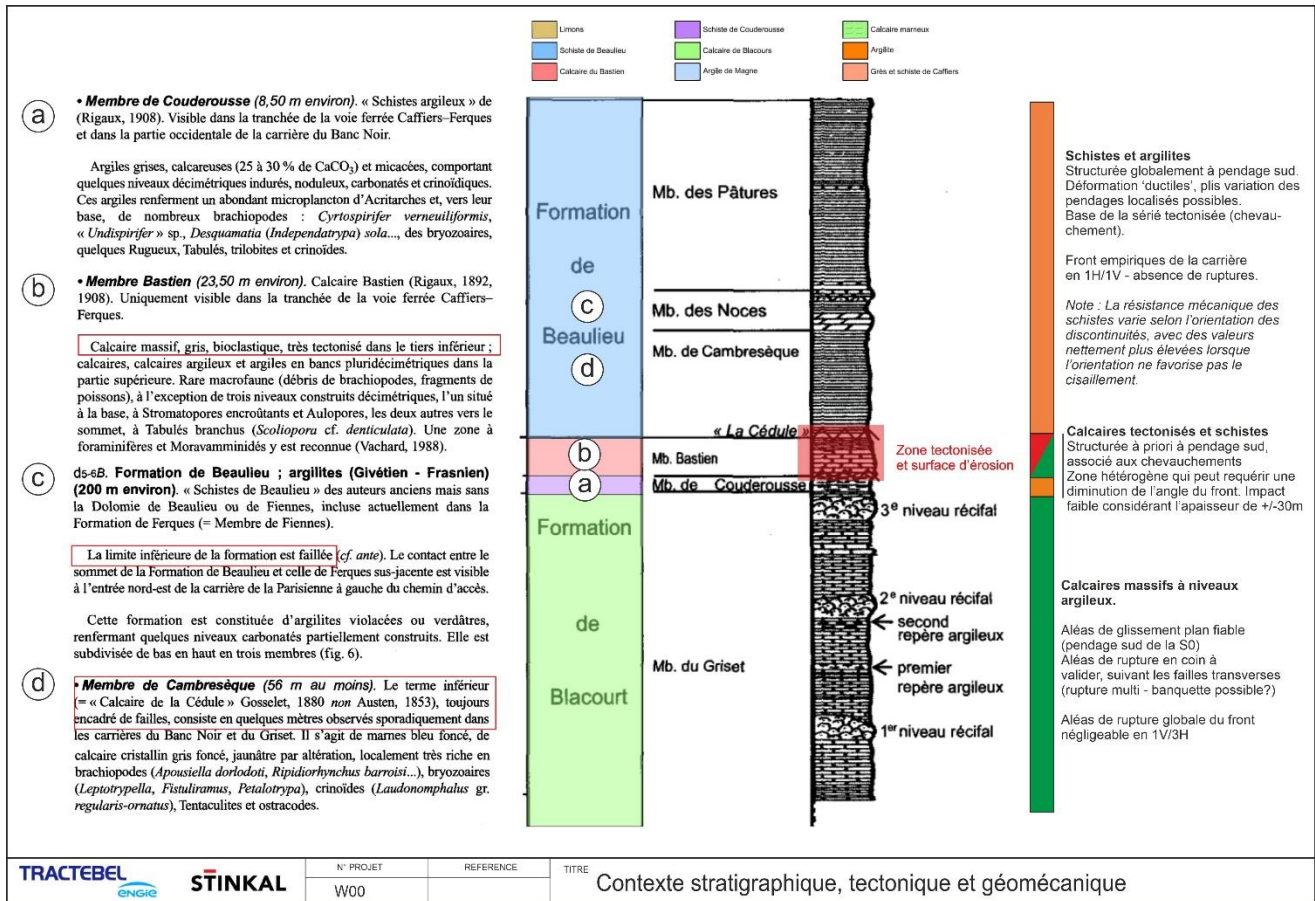 Limons
Schiste de Beaulieu
Calcaire du Bastien
Schiste de Couderousse
Calcaire de Blacours
Argile de Magne
Calcaire marneux
Argilite
Grès et schiste de Caffiers
a
• Membre de Couderousse (8,50 m environ). « Schistes argileux » de
(Rigaux, 1908). Visible dans la tranchée de la voie ferrée Caffiers–Ferques
et dans la partie occidentale de la carrière du Banc Noir.
Argiles grises, calcareuses (25 à 30 % de CaCO₃) et micacées, comportant
quelques niveaux décimétriques indurés, noduleux, carbonatés et crinoïdiques.
Ces argiles renferment un abondant microplancton d'Acritarches et, vers leur
base, de nombreux brachiopodes : Cyrtospirifer verneuiliformis,
« Undispirifer » sp., Desquamatia (Independatrypa) sola..., des bryozoaires,
quelques Rugueux, Tabulés, trilobites et crinoïdes.
b
• Membre Bastien (23,50 m environ). Calcaire Bastien (Rigaux, 1892,
1908). Uniquement visible dans la tranchée de la voie ferrée Caffiers–
Ferques.
Calcaire massif, gris, bioclastique, très tectonisé dans le tiers inférieur ;
calcaires, calcaires argileux et argiles en bancs pluridécimétriques dans la
partie supérieure. Rare macrofaune (débris de brachiopodes, fragments de
poissons), à l'exception de trois niveaux construits décimétriques, l'un situé
à la base, à Stromatopores encroûtants et Aulopores, les deux autres vers le
sommet, à Tabulés branchus (Scoliopora cf. denticulata). Une zone à
foraminifères et Moravamminidés y est reconnue (Vachard, 1988).
c
d5-6B. Formation de Beaulieu ; argilites (Givétien - Frasnien)
(200 m environ). « Schistes de Beaulieu » des auteurs anciens mais sans
la Dolomie de Beaulieu ou de Fiennes, incluse actuellement dans la
Formation de Ferques (= Membre de Fiennes).
La limite inférieure de la formation est faillée (cf. ante). Le contact entre le
sommet de la Formation de Beaulieu et celle de Ferques sus-jacente est visible
à l'entrée nord-est de la carrière de la Parisienne à gauche du chemin d'accès.
Cette formation est constituée d'argilites violacées ou verdâtres,
renfermant quelques niveaux carbonatés partiellement construits. Elle est
subdivisée de bas en haut en trois membres (fig. 6).
d
• Membre de Cambresèque (56 m au moins). Le terme inférieur
(= « Calcaire de la Cédule » Gosselet, 1880 non Austen, 1853), toujours
encadré de failles, consiste en quelques mètres observés sporadiquement dans
les carrières du Banc Noir et du Griset. Il s'agit de marnes bleu foncé, de
calcaire cristallin gris foncé, jaunâtre par altération, localement très riche en
brachiopodes (Apousiella dorlodoti, Ripidiorhynchus barroisi...), bryozoaires
(Leptotrypella, Fistuliramus, Petalotrypa), crinoïdes (Laudonomphalus gr.
regularis-ornatus), Tentaculites et ostracodes.
Formation
de
c
Beaulieu
d
b
a
Formation
de
Blacourt
Mb. des Pâtures
Mb. des Noces
Mb. de Cambresèque
« La Cédule »
Mb. Bastien
Mb. de Couderousse
Mb. du Griset
Zone tectonisée
et surface d'érosion
3e niveau récifal
2e niveau récifal
second
repère argileux
premier
repère argileux
1er niveau récifal
Schistes et argilites
Structurée globalement à pendage sud.
Déformation 'ductiles', plis variation des
pendages localisés possibles.
Base de la sérié tectonisée (chevau-
chement).
Front empiriques de la carrière
en 1H/1V - absence de ruptures.
Note : La résistance mécanique des
schistes varie selon l'orientation des
discontinuités, avec des valeurs
nettement plus élevées lorsque
l'orientation ne favorise pas le
cisaillement.
Calcaires tectonisés et schistes
Structurée à priori à pendage sud,
associé aux chevauchements
Zone hétérogène qui peut requérir une
diminution de l'angle du front. Impact
faible considérant l'apaisseur de +/-30m
Calcaires massifs à niveaux
argileux.
Aléas de glissement plan fiable
(pendage sud de la S0)
Aléas de rupture en coin à
valider, suivant les failles transverses
(rupture multi - banquette possible?)
Aléas de rupture globale du front
négligeable en 1V/3H
TRACTEBEL
ENGIE
STINKAL
N° PROJET
W00
REFERENCE
TITRE
Contexte stratigraphique, tectonique et géomécanique